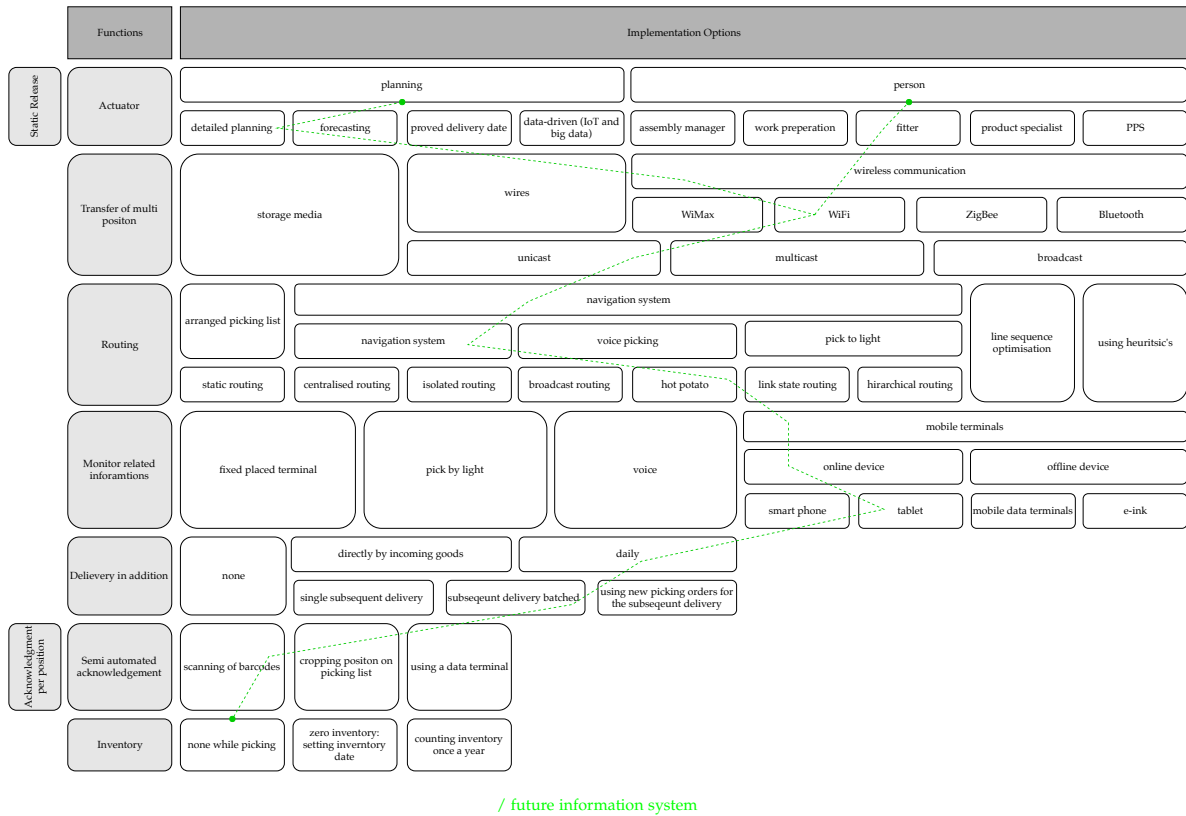 Functions
Implementation Options
Static Release
Actuator
planning
person
detailed planning
forecasting
proved delivery date
data-driven (IoT and
big data)
assembly manager
work preperation
fitter
product specialist
PPS
Transfer of multi
positon
storage media
wires
wireless communication
WiMax
WiFi
ZigBee
Bluetooth
unicast
multicast
broadcast
Routing
arranged picking list
navigation system
navigation system
voice picking
pick to light
line sequence
optimisation
using heuritsic's
static routing
centralised routing
isolated routing
broadcast routing
hot potato
link state routing
hirarchical routing
Monitor related
inforamtions
fixed placed terminal
pick by light
voice
mobile terminals
online device
offline device
smart phone
tablet
mobile data terminals
e-ink
Delievery in addition
none
directly by incoming goods
daily
single subsequent delivery
subseqeunt delivery batched
using new picking orders for
the subseqeunt delivery
Acknowledgment
per position
Semi automated
acknowledgement
scanning of barcodes
cropping positon on
picking list
using a data terminal
Inventory
none while picking
zero inventory:
setting inverntory
date
counting inventory
once a year
/ future information system